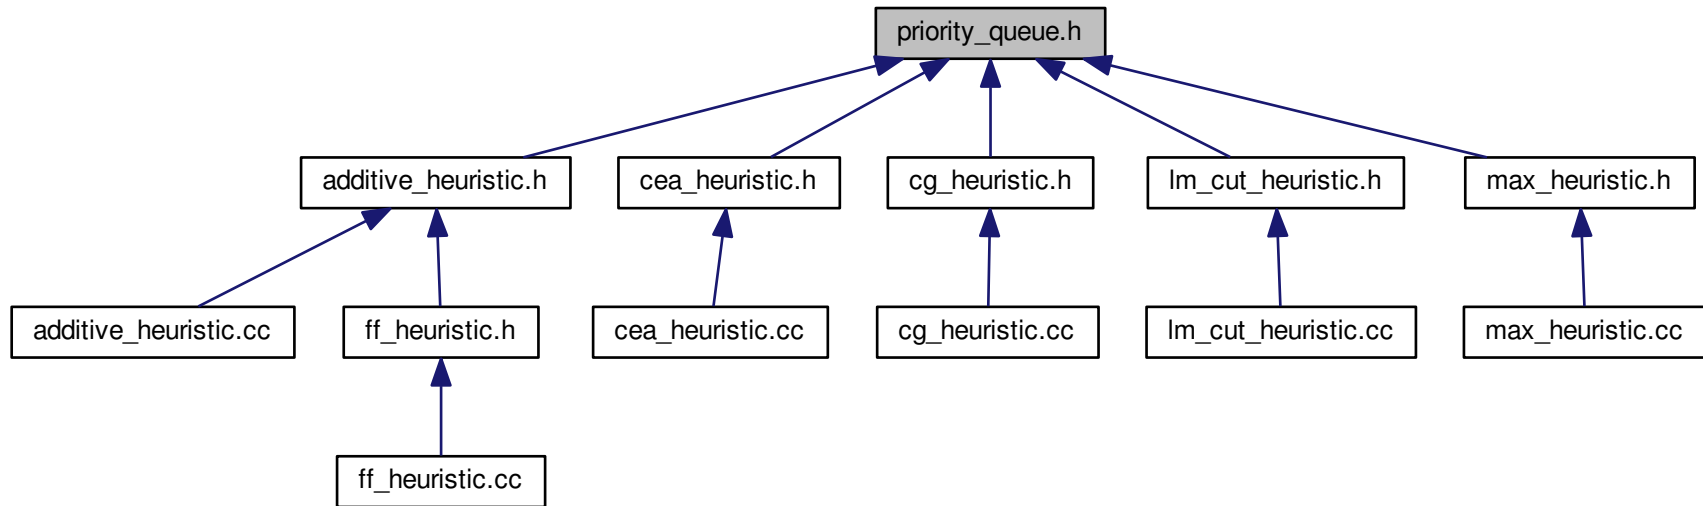 priority_queue.h
additive_heuristic.h
cea_heuristic.h
cg_heuristic.h
lm_cut_heuristic.h
max_heuristic.h
additive_heuristic.cc
ff_heuristic.h
cea_heuristic.cc
cg_heuristic.cc
lm_cut_heuristic.cc
max_heuristic.cc
ff_heuristic.cc